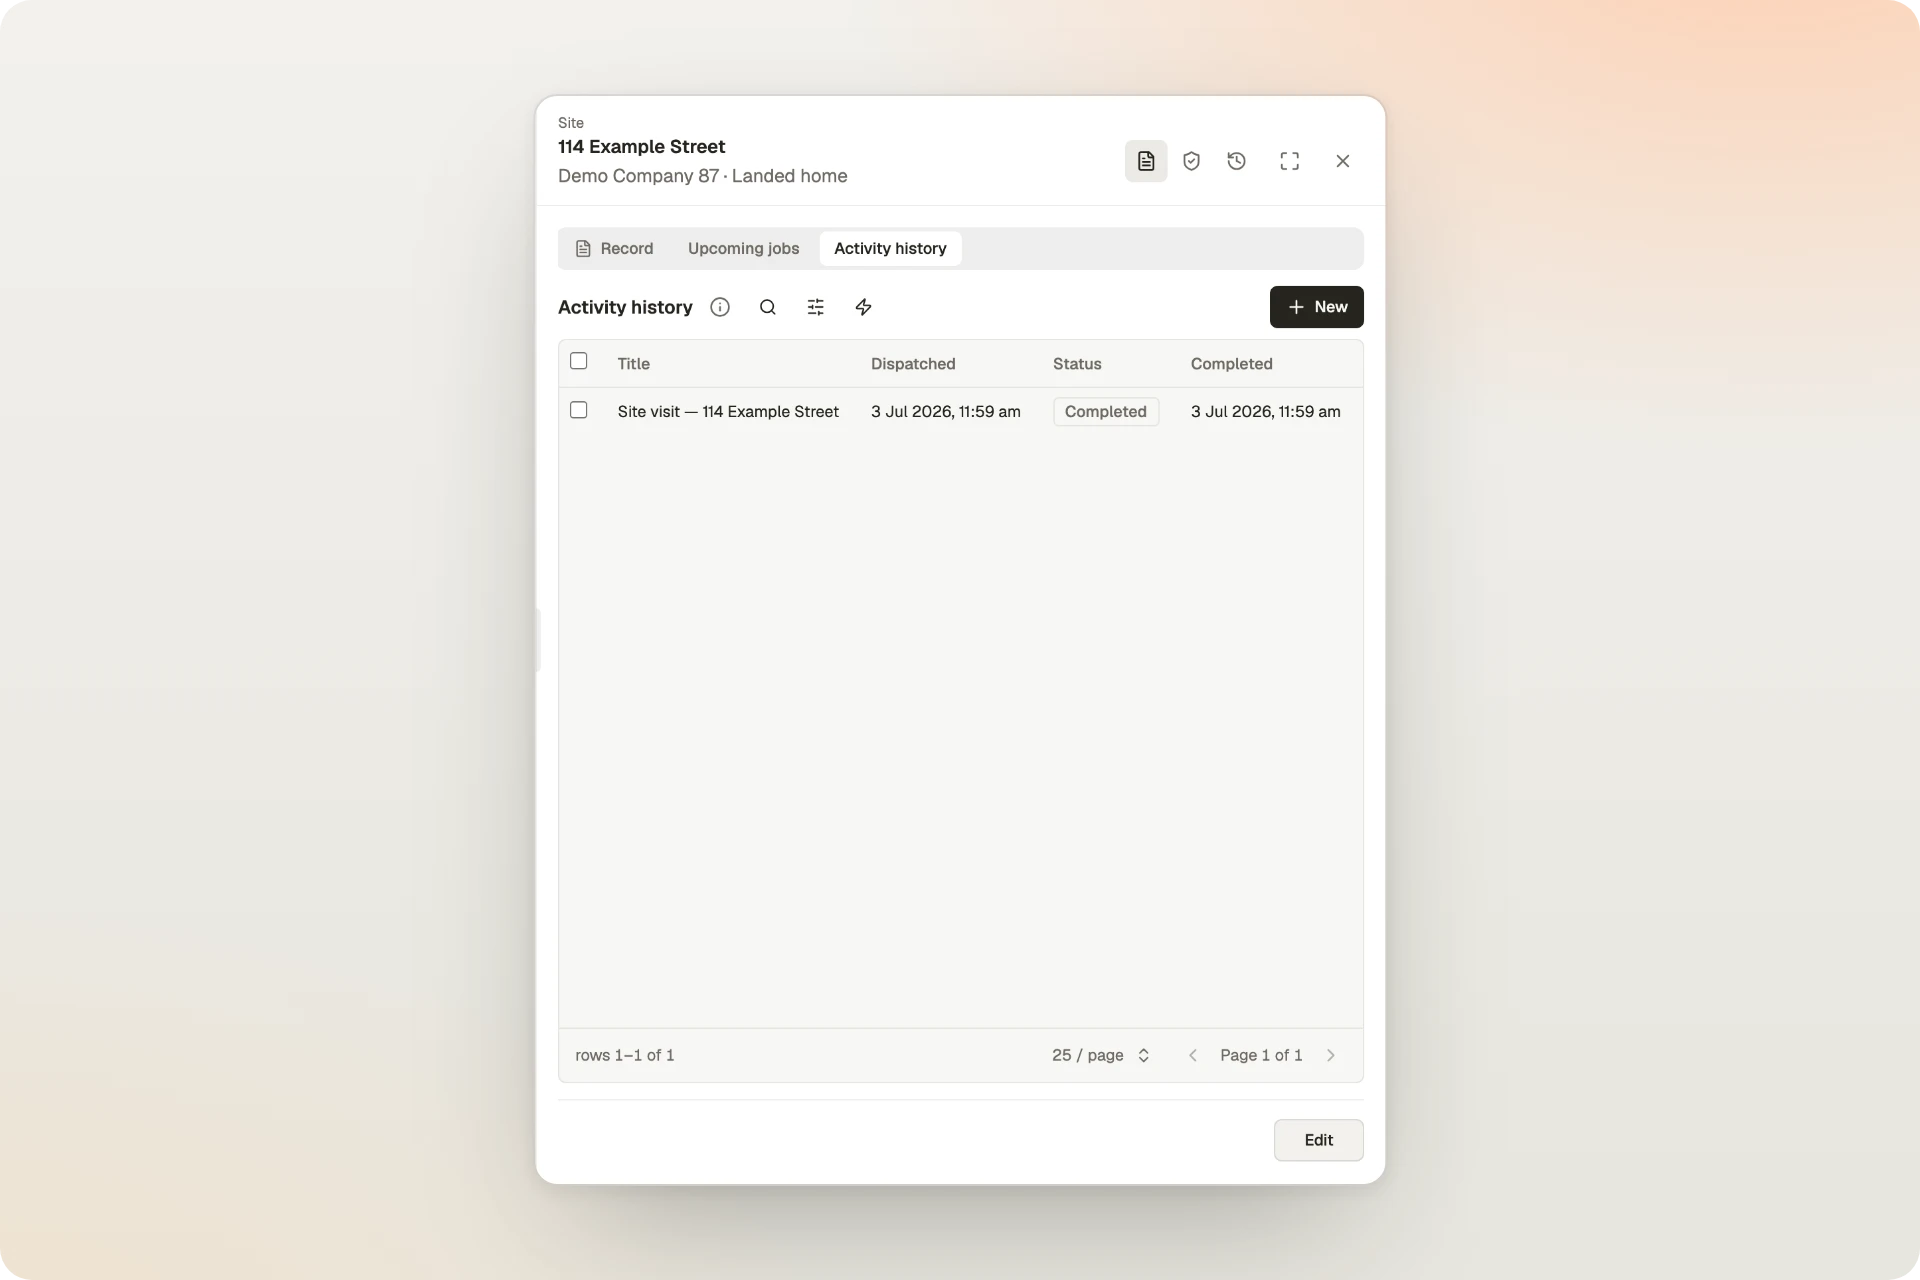 Site
114 Example Street
Demo Company 87 · Landed home
Record Upcoming jobs Activity history
Activity history New
Title Dispatched Status Completed
Site visit — 114 Example Street 3 Jul 2026, 11:59 am Completed 3 Jul 2026, 11:59 am
rows 1–1 of 1 25 / page Page 1 of 1
Edit